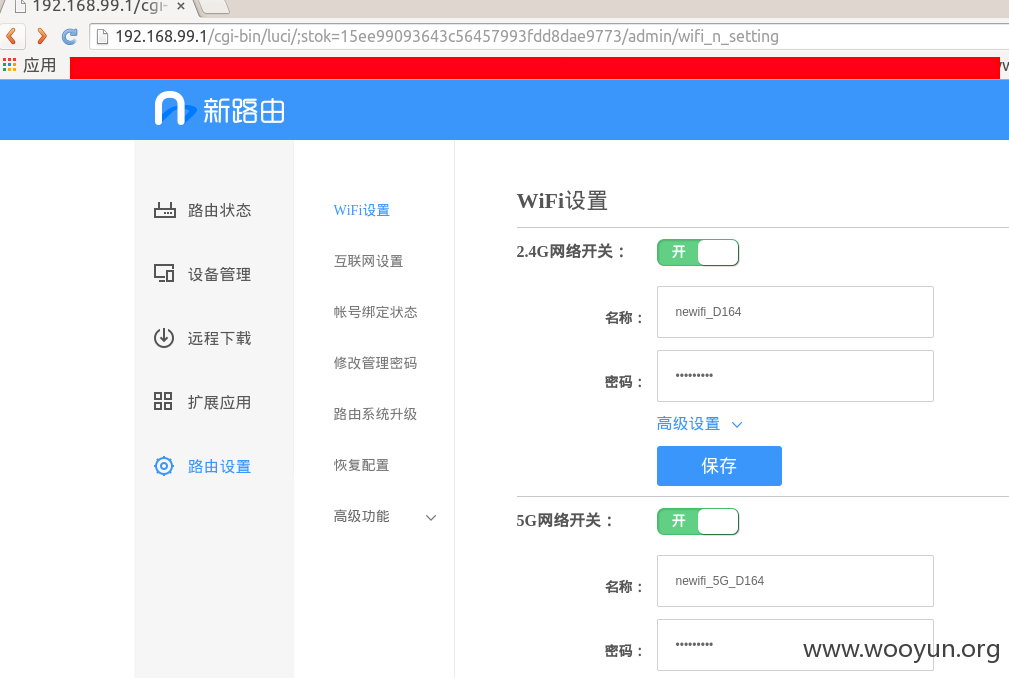 192.168.99.1/cgi-
192.168.99.1/cgi-bin/luci/;stok=15ee99093643c56457993fdd8dae9773/admin/wifi_n_setting
应用
新路由
路由状态
设备管理
远程下载
扩展应用
路由设置
WiFi设置
互联网设置
帐号绑定状态
修改管理密码
路由系统升级
恢复配置
高级功能
WiFi设置
2.4G网络开关：
开
名称：
newifi_D164
密码：
•••••••••
高级设置
保存
5G网络开关：
开
名称：
newifi_5G_D164
密码：
•••••••••
www.wooyun.org